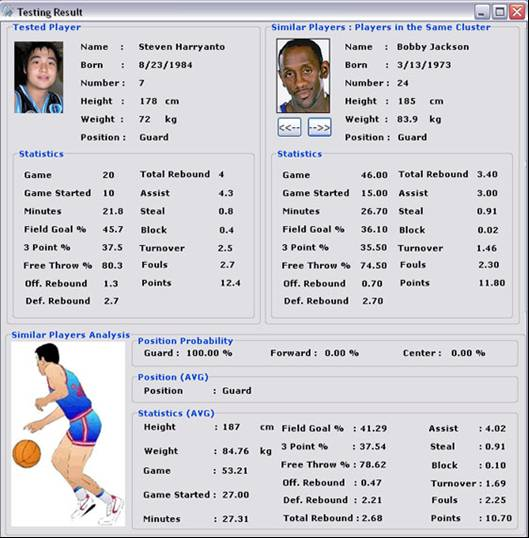 Testing Result
Tested Player
Name : Steven Harryanto
Born : 8/23/1984
Number : 7
Height : 178 cm
Weight : 72 kg
Position : Guard
Statistics
Game 20 Total Rebound 4
Game Started 10 Assist 4.3
Minutes 21.8 Steal 0.8
Field Goal % 45.7 Block 0.4
3 Point % 37.5 Turnover 2.5
Free Throw % 80.3 Fouls 2.7
Off. Rebound 1.3 Points 12.4
Def. Rebound 2.7
Similar Players : Players in the Same Cluster
Name : Bobby Jackson
Born : 3/13/1973
Number : 24
Height : 185 cm
Weight : 83.9 kg
Position : Guard
<<-- -->>
Statistics
Game 46.00 Total Rebound 3.40
Game Started 15.00 Assist 3.00
Minutes 26.70 Steal 0.91
Field Goal % 36.10 Block 0.02
3 Point % 35.50 Turnover 1.46
Free Throw % 74.50 Fouls 2.30
Off. Rebound 0.70 Points 11.80
Def. Rebound 2.70
Similar Players Analysis
Position Probability
Guard : 100.00 % Forward : 0.00 % Center : 0.00 %
Position (AVG)
Position : Guard
Statistics (AVG)
Height : 187 cm Field Goal % : 41.29 Assist : 4.02
Weight : 84.76 kg 3 Point % : 37.54 Steal : 0.91
Game : 53.21 Free Throw % : 78.62 Block : 0.10
Game Started : 27.00 Off. Rebound : 0.47 Turnover : 1.69
Minutes : 27.31 Def. Rebound : 2.21 Fouls : 2.25
Total Rebound : 2.68 Points : 10.70